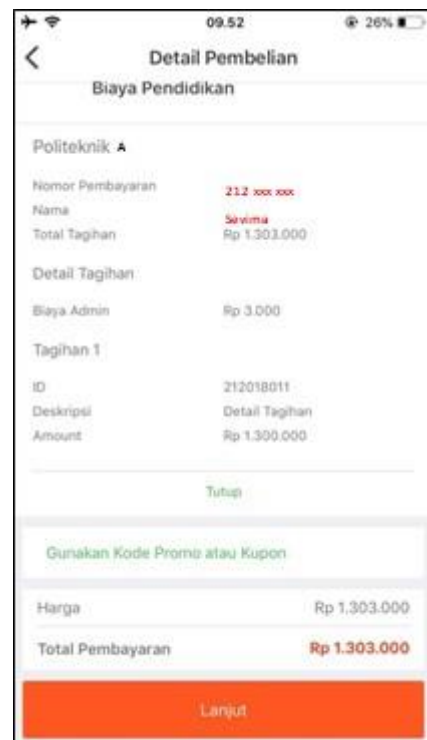 09.52 @ 26%
Detail Pembelian
Biaya Pendidikan
Politeknik A
Nomor Pembayaran 212 xxx xxx
Nama Sevima
Total Tagihan Rp 1.303.000
Detail Tagihan
Biaya Admin Rp 3.000
Tagihan 1
ID 212018011
Deskripsi Detail Tagihan
Amount Rp 1.300.000
Tutup
Gunakan Kode Promo atau Kupon
Harga Rp 1.303.000
Total Pembayaran Rp 1.303.000
Lanjut